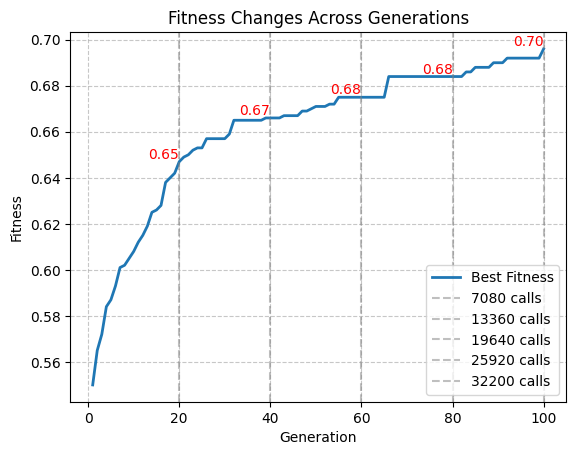 Fitness Changes Across Generations
0.70
0.68
0.66
0.64
0.62
0.60
0.58
0.56
Fitness
0.65
0.67
0.68
0.68
0.70
Best Fitness
7080 calls
13360 calls
19640 calls
25920 calls
32200 calls
0
20
40
60
80
100
Generation